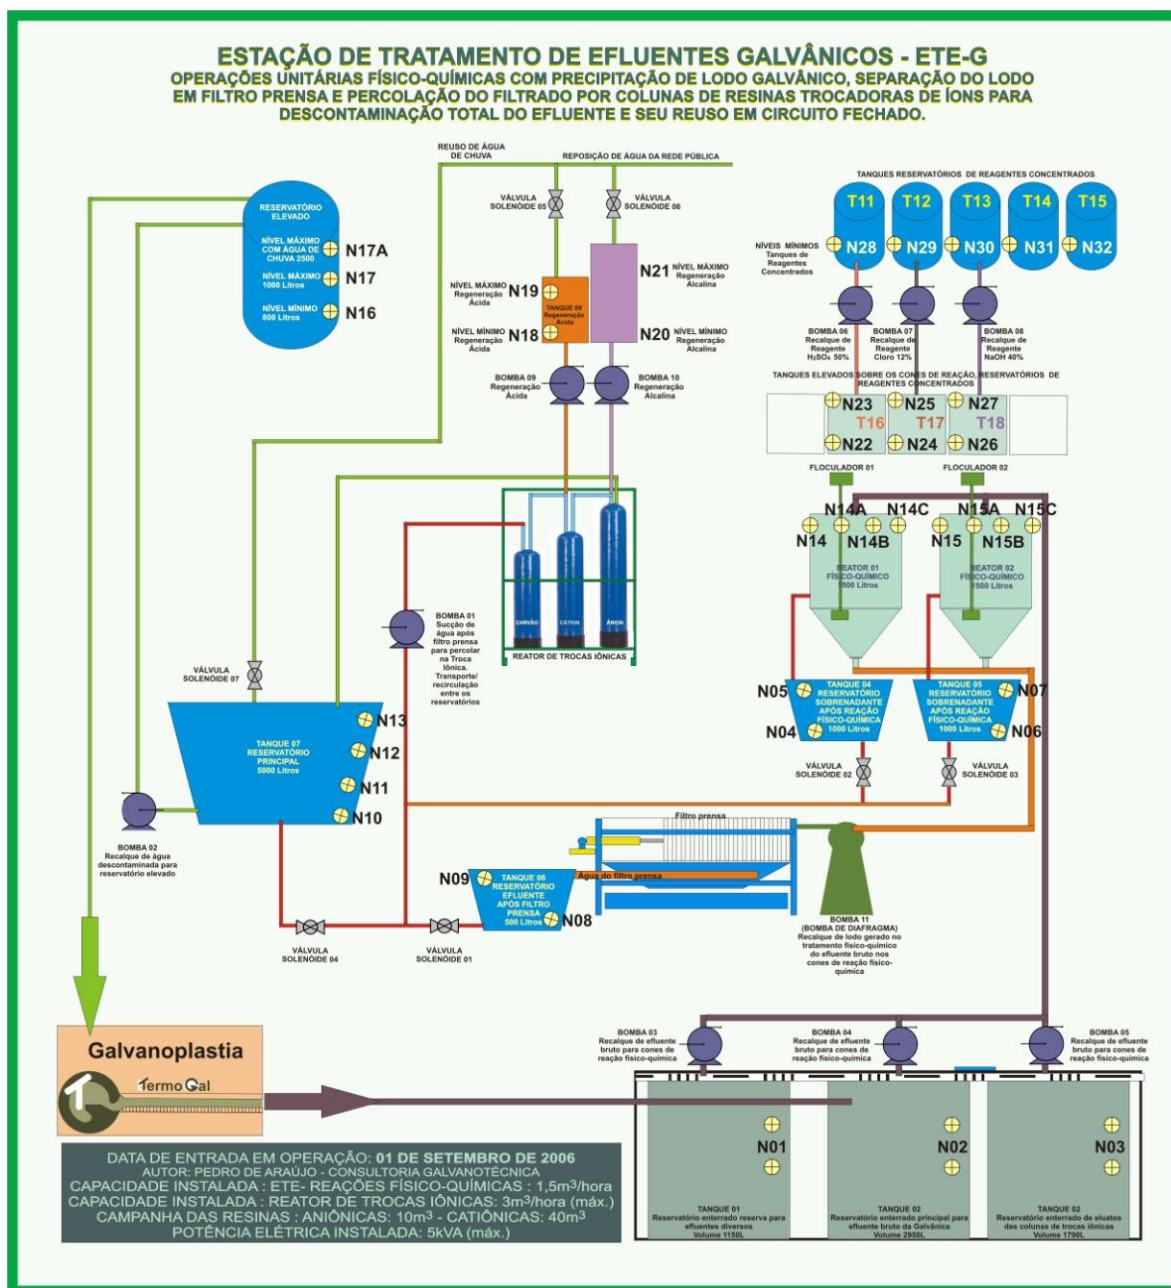 ESTAÇÃO DE TRATAMENTO DE EFLUENTES GALVÂNICOS - ETE-G
OPERAÇÕES UNITÁRIAS FÍSICO-QUÍMICAS COM PRECIPITAÇÃO DE LODO GALVÂNICO, SEPARAÇÃO DO LODO
EM FILTRO PRENSA E PERCOLAÇÃO DO FILTRADO POR COLUNAS DE RESINAS TROCADORAS DE ÍONS PARA
DESCONTAMINAÇÃO TOTAL DO EFLUENTE E SEU REUSO EM CIRCUITO FECHADO.
REUSO DE ÁGUA
DE CHUVA
REPOSIÇÃO DE ÁGUA DA REDE PÚBLICA
TANQUES RESERVATÓRIOS DE REAGENTES CONCENTRADOS
RESERVATÓRIO
ELEVADO
NÍVEL MÁXIMO
COM ÁGUA DE
CHUVA 2500
N17A
NÍVEL MÁXIMO
1000 Litros
N17
NÍVEL MÍNIMO
800 Litros
N16
VÁLVULA
SOLENÓIDE 05
VÁLVULA
SOLENÓIDE 06
T11
T12
T13
T14
T15
NÍVEIS MÍNIMOS
Tanques de
Reagentes
Concentrados
N28
N29
N30
N31
N32
NÍVEL MÁXIMO
Regeneração
Ácida
N19
TANQUE 09
Regeneração
Ácida
NÍVEL MÍNIMO
Regeneração
Ácida
N18
N21
NÍVEL MÁXIMO
Regeneração
Alcalina
N20
NÍVEL MÍNIMO
Regeneração
Alcalina
BOMBA 09
Regeneração
Ácida
BOMBA 10
Regeneração
Alcalina
BOMBA 06
Recalque de
Reagente
H₂SO₄ 50%
BOMBA 07
Recalque de
Reagente
Cloro 12%
BOMBA 08
Recalque de
Reagente
NaOH 40%
TANQUES ELEVADOS SOBRE OS CONES DE REAÇÃO, RESERVATÓRIOS DE
REAGENTES CONCENTRADOS
N23
T16
N22
N25
T17
N24
N27
T18
N26
FLOCULADOR 01
FLOCULADOR 02
N14
N14A
N14B
N14C
N15
N15A
N15B
N15C
REATOR 01
FÍSICO-QUÍMICO
1500 Litros
REATOR 02
FÍSICO-QUÍMICO
1500 Litros
CARVÃO
CÁTION
ÂNION
REATOR DE TROCAS IÔNICAS
BOMBA 01
Sucção de
água após
filtro prensa
para percolar
na Troca
Iônica.
Transporte/
recirculação
entre os
reservatórios
VÁLVULA
SOLENÓIDE 07
N05
N04
TANQUE 04
RESERVATÓRIO
SOBRENADANTE
APÓS REAÇÃO
FÍSICO-QUÍMICA
1000 Litros
TANQUE 05
RESERVATÓRIO
SOBRENADANTE
APÓS REAÇÃO
FÍSICO-QUÍMICA
1000 Litros
N07
N06
TANQUE 07
RESERVATÓRIO
PRINCIPAL
5000 Litros
N13
N12
N11
N10
VÁLVULA
SOLENÓIDE 02
VÁLVULA
SOLENÓIDE 03
BOMBA 02
Recalque de água
descontaminada para
reservatório elevado
Filtro prensa
Água do filtro prensa
N09
TANQUE 06
RESERVATÓRIO
EFLUENTE
APÓS FILTRO
PRENSA
500 Litros
N08
BOMBA 11
(BOMBA DE DIAFRAGMA)
Recalque de lodo gerado no
tratamento físico-químico
do efluente bruto nos
cones de reação físico-
química
VÁLVULA
SOLENÓIDE 04
VÁLVULA
SOLENÓIDE 01
Galvanoplastia
TermoGal
BOMBA 03
Recalque de efluente
bruto para cones de
reação físico-química
BOMBA 04
Recalque de efluente
bruto para cones de
reação físico-química
BOMBA 05
Recalque de efluente
bruto para cones de
reação físico-química
N01
N02
N03
TANQUE 01
Reservatório enterrado reserva para
efluentes diversos
Volume 1150L
TANQUE 02
Reservatório enterrado principal para
efluente bruto da Galvânica
Volume 2950L
TANQUE 02
Reservatório enterrado de eluatos
das colunas de trocas iônicas
Volume 1790L
DATA DE ENTRADA EM OPERAÇÃO: 01 DE SETEMBRO DE 2006
AUTOR: PEDRO DE ARAÚJO - CONSULTORIA GALVANOTÉCNICA
CAPACIDADE INSTALADA : ETE- REAÇÕES FÍSICO-QUÍMICAS : 1,5m³/hora
CAPACIDADE INSTALADA : REATOR DE TROCAS IÔNICAS: 3m³/hora (máx.)
CAMPANHA DAS RESINAS : ANIÔNICAS: 10m³ - CATIÔNICAS: 40m³
POTÊNCIA ELÉTRICA INSTALADA: 5kVA (máx.)